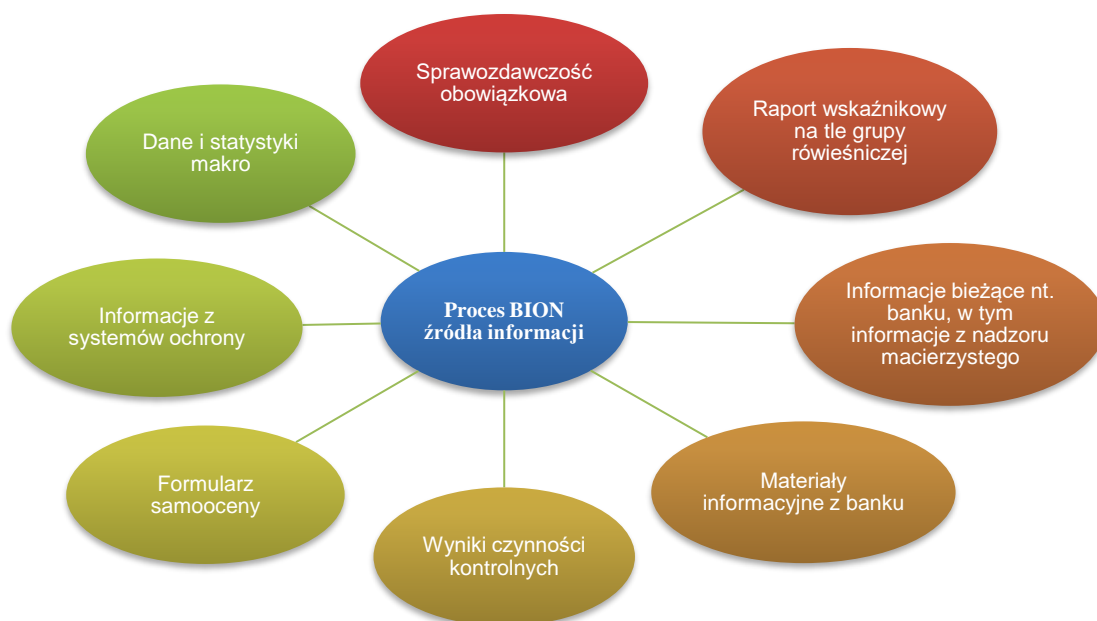 Sprawozdawczość
obowiązkowa
Raport wskaźnikowy
na tle grupy
rówieśniczej
Dane i statystyki
makro
Informacje z
systemów ochrony
Proces BION
źródła informacji
Informacje bieżące nt.
banku, w tym
informacje z nadzoru
macierzystego
Formularz
samooceny
Materiały
informacyjne z banku
Wyniki czynności
kontrolnych